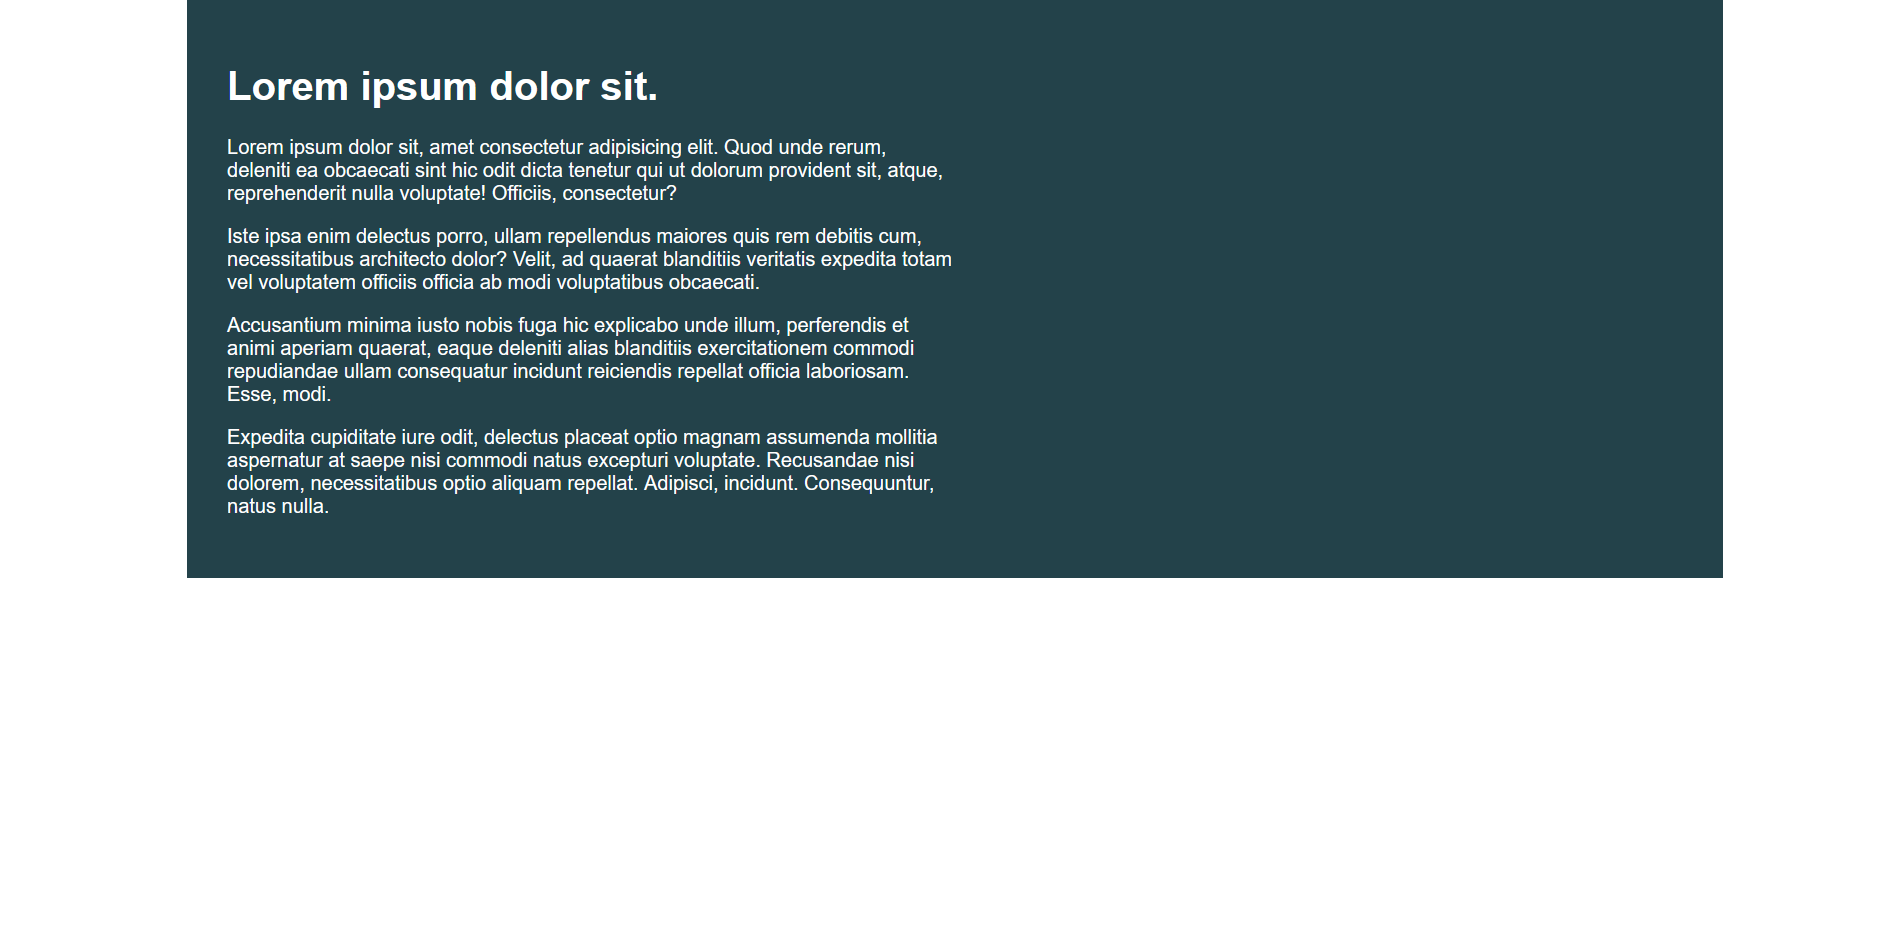 Lorem ipsum dolor sit.
Lorem ipsum dolor sit, amet consectetur adipisicing elit. Quod unde rerum,
deleniti ea obcaecati sint hic odit dicta tenetur qui ut dolorum provident sit, atque,
reprehenderit nulla voluptate! Officiis, consectetur?
Iste ipsa enim delectus porro, ullam repellendus maiores quis rem debitis cum,
necessitatibus architecto dolor? Velit, ad quaerat blanditiis veritatis expedita totam
vel voluptatem officiis officia ab modi voluptatibus obcaecati.
Accusantium minima iusto nobis fuga hic explicabo unde illum, perferendis et
animi aperiam quaerat, eaque deleniti alias blanditiis exercitationem commodi
repudiandae ullam consequatur incidunt reiciendis repellat officia laboriosam.
Esse, modi.
Expedita cupiditate iure odit, delectus placeat optio magnam assumenda mollitia
aspernatur at saepe nisi commodi natus excepturi voluptate. Recusandae nisi
dolorem, necessitatibus optio aliquam repellat. Adipisci, incidunt. Consequuntur,
natus nulla.